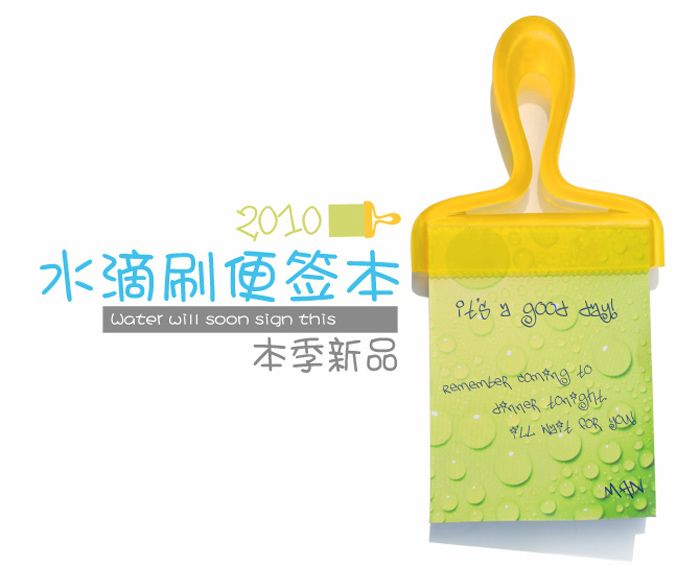 2010
水滴刷便签本
Water will soon sign this
本季新品
it's a good day!
Remember coming to
dinner tonight
i'll wait for you!
MAN